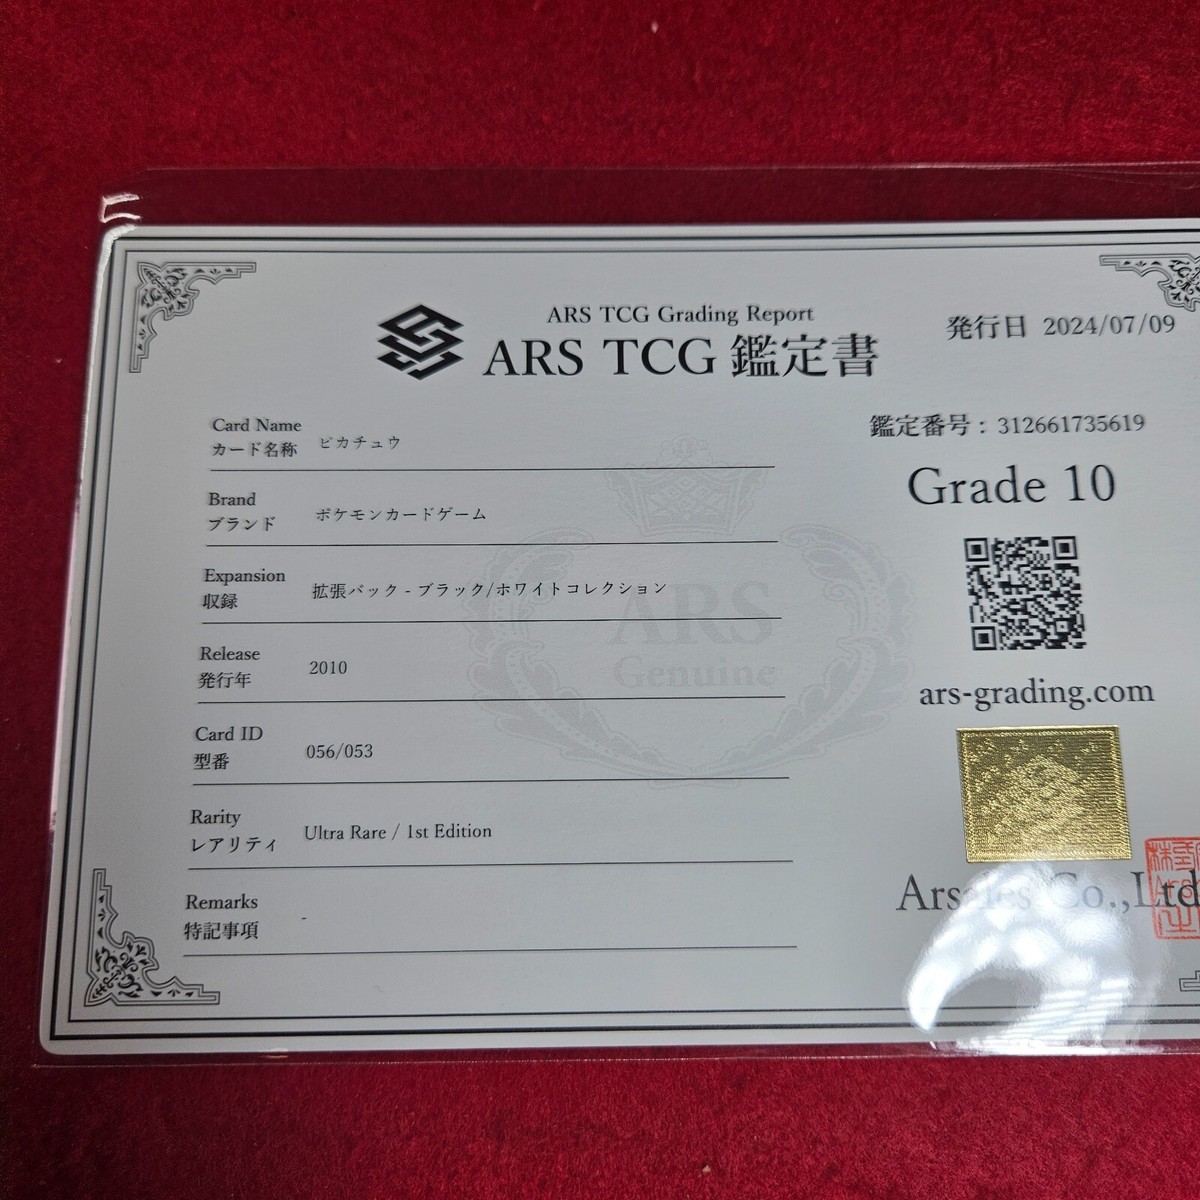 ARS TCG Grading Report
ARS TCG 鑑定書
発行日 2024/07/09
鑑定番号：312661735619
Grade 10
ars-grading.com
Card Name
カード名称 ピカチュウ
Brand
ブランド ポケモンカードゲーム
Expansion
収録 拡張パック - ブラック/ホワイトコレクション
Release
発行年 2010
Card ID
型番 056/053
Rarity
レアリティ Ultra Rare / 1st Edition
Remarks
特記事項 -
ARS
Genuine
Arsales Co.,Ltd